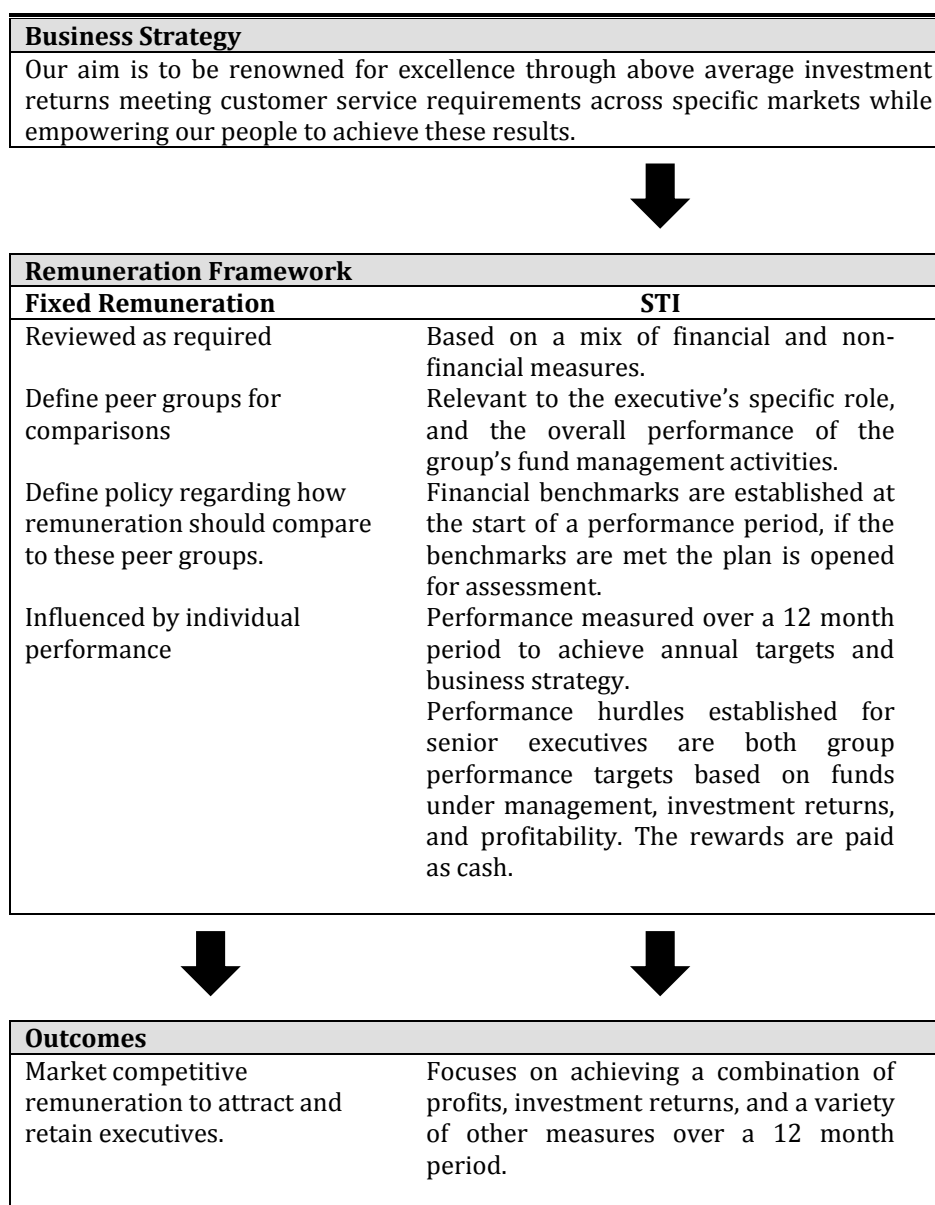 Business Strategy
Our aim is to be renowned for excellence through above average investment
returns meeting customer service requirements across specific markets while
empowering our people to achieve these results.
Remuneration Framework
Fixed Remuneration STI
Reviewed as required
Based on a mix of financial and non-
financial measures.
Define peer groups for
comparisons
Relevant to the executive’s specific role,
and the overall performance of the
group’s fund management activities.
Define policy regarding how
remuneration should compare
to these peer groups.
Financial benchmarks are established at
the start of a performance period, if the
benchmarks are met the plan is opened
for assessment.
Influenced by individual
performance
Performance measured over a 12 month
period to achieve annual targets and
business strategy.
Performance hurdles established for
senior executives are both group
performance targets based on funds
under management, investment returns,
and profitability. The rewards are paid
as cash.
Outcomes
Market competitive
remuneration to attract and
retain executives.
Focuses on achieving a combination of
profits, investment returns, and a variety
of other measures over a 12 month
period.